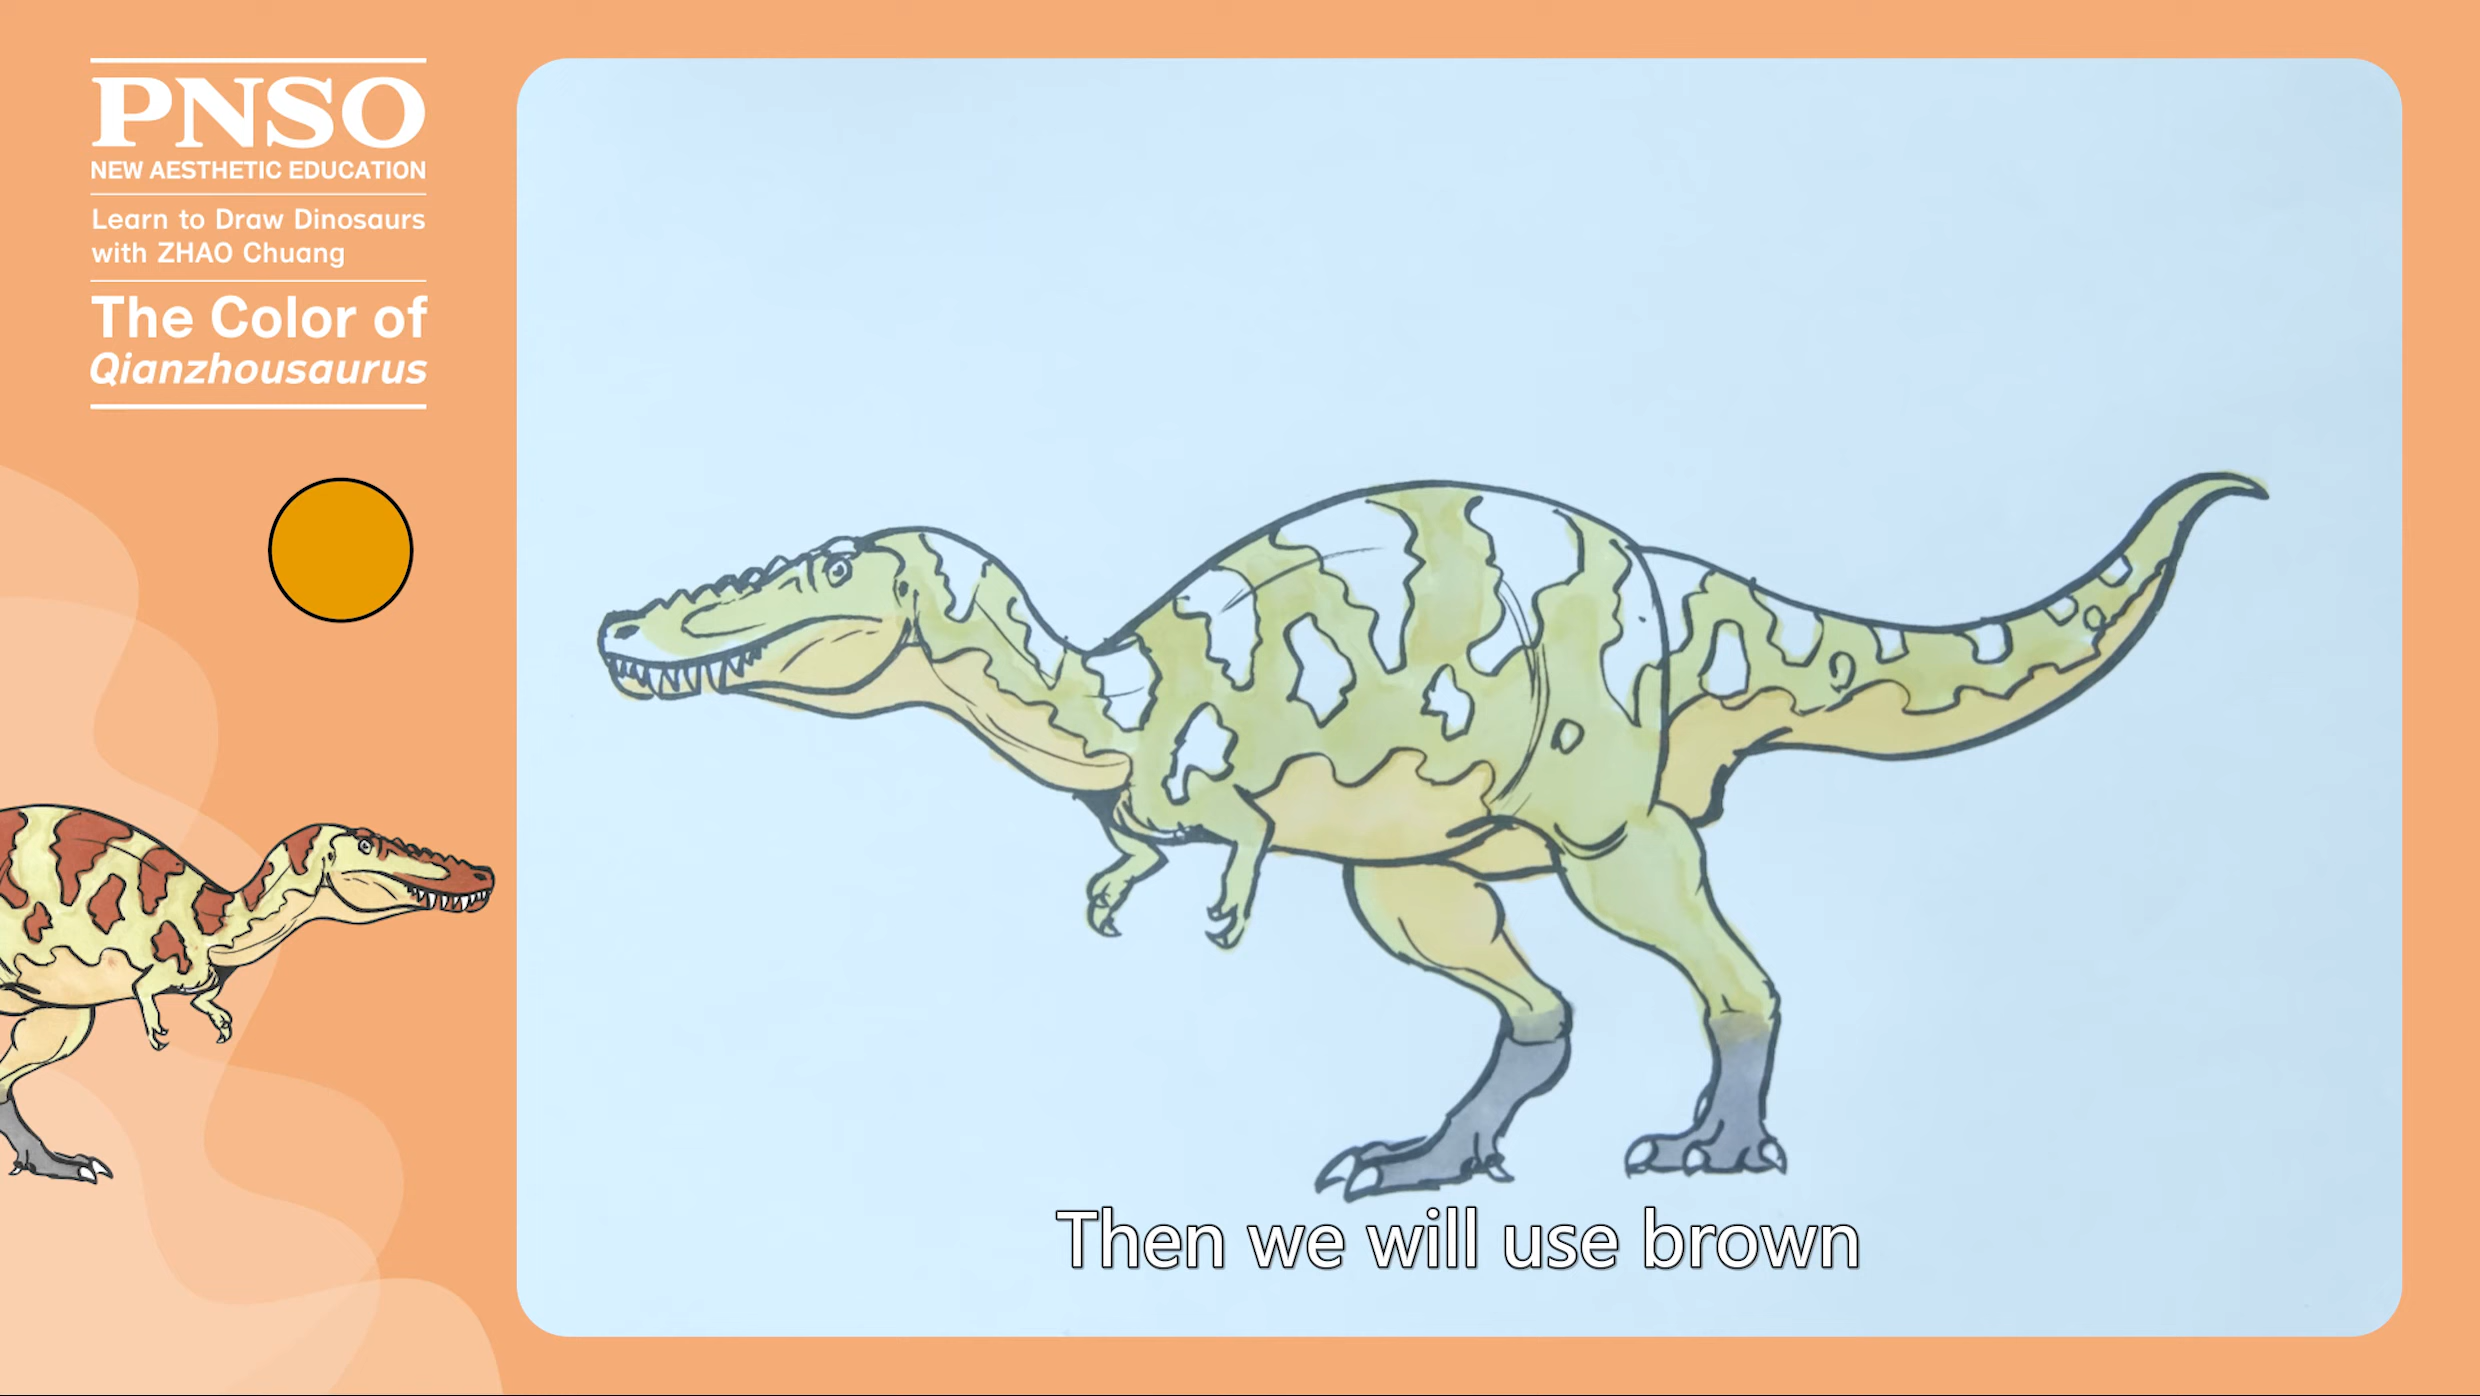 PNSO
NEW AESTHETIC EDUCATION
Learn to Draw Dinosaurs
with ZHAO Chuang
The Color of
Qianzhousaurus
Then we will use brown